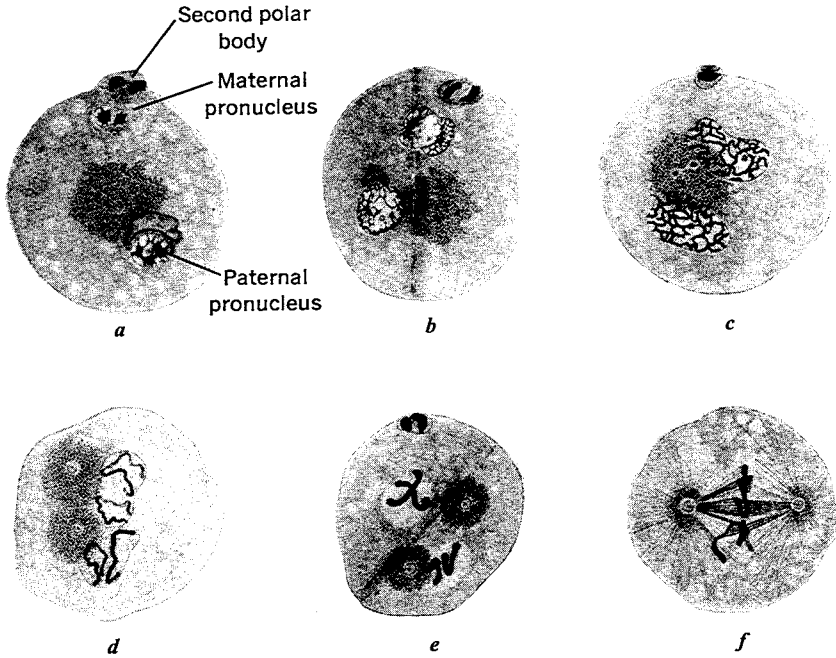 Second polar
body
Maternal
pronucleus
Paternal
pronucleus
a
b
c
d
e
f